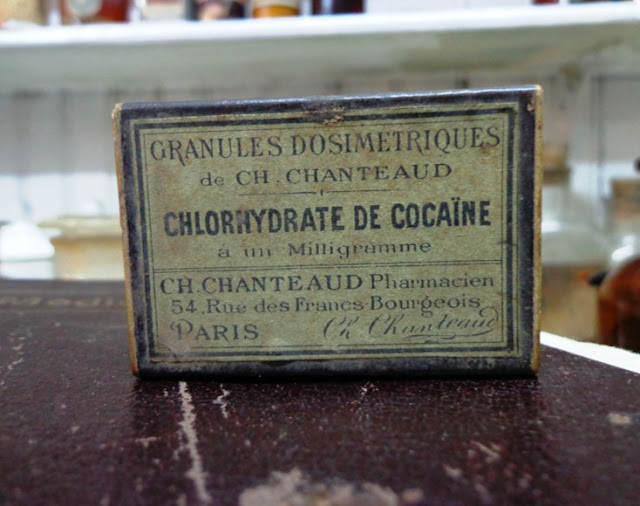 GRANULES DOSIMETRIQUES
de CH. CHANTEAUD
CHLORHYDRATE DE COCAÏNE
à un Milligramme
CH. CHANTEAUD Pharmacien
54, Rue des Francs-Bourgeois
PARIS Ch. Chanteaud